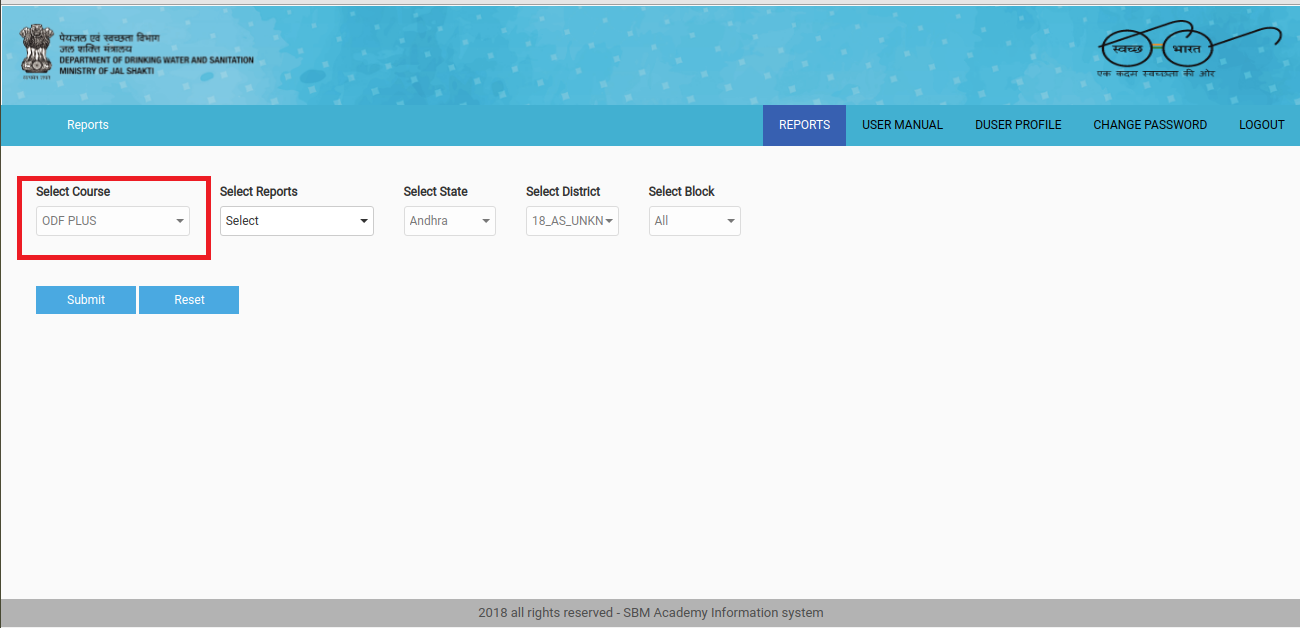 पेयजल एवं स्वच्छता विभाग
जल शक्ति मंत्रालय
DEPARTMENT OF DRINKING WATER AND SANITATION
MINISTRY OF JAL SHAKTI
स्वच्छ भारत
एक कदम स्वच्छता की ओर
Reports REPORTS USER MANUAL DUSER PROFILE CHANGE PASSWORD LOGOUT
Select Course Select Reports Select State Select District Select Block
ODF PLUS Select Andhra 18_AS_UNKN All
Submit Reset
2018 all rights reserved - SBM Academy Information system